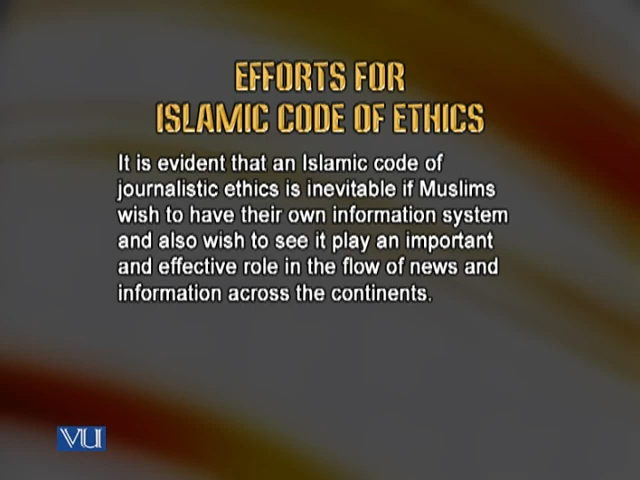 EFFORTS FOR
ISLAMIC CODE OF ETHICS
It is evident that an Islamic code of
journalistic ethics is inevitable if Muslims
wish to have their own information system
and also wish to see it play an important
and effective role in the flow of news and
information across the continents.
VU